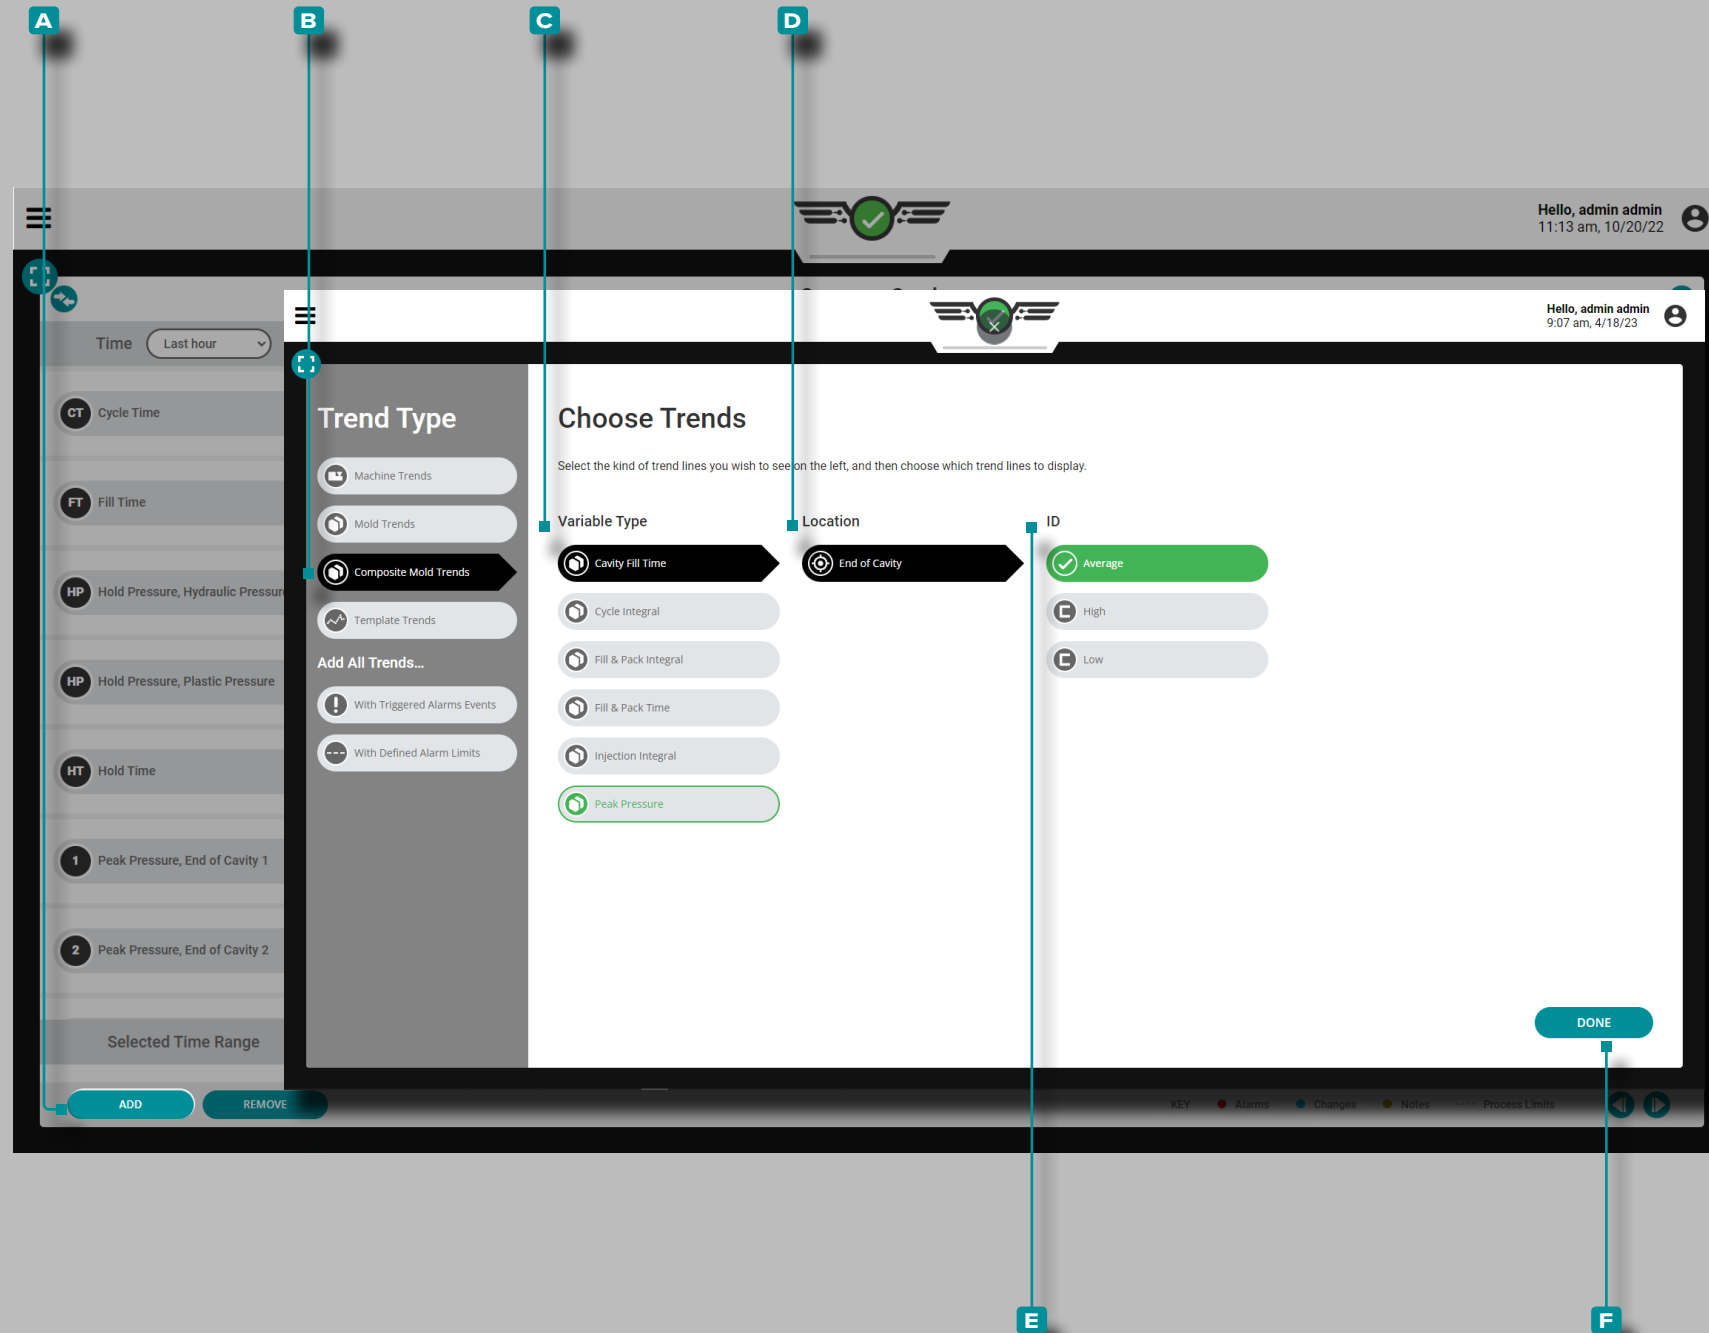 A
B
C
D
Hello, admin admin
11:13 am, 10/20/22
Hello, admin admin
9:07 am, 4/18/23
Time
Last hour
CT
Cycle Time
FT
Fill Time
HP
Hold Pressure, Hydraulic Pressur
HP
Hold Pressure, Plastic Pressure
HT
Hold Time
1
Peak Pressure, End of Cavity 1
2
Peak Pressure, End of Cavity 2
Selected Time Range
Trend Type
Machine Trends
Mold Trends
Composite Mold Trends
Template Trends
Add All Trends...
With Triggered Alarms Events
With Defined Alarm Limits
Choose Trends
Select the kind of trend lines you wish to see on the left, and then choose which trend lines to display.
Variable Type
Cavity Fill Time
Cycle Integral
Fill & Pack Integral
Fill & Pack Time
Injection Integral
Peak Pressure
Location
End of Cavity
ID
Average
High
Low
DONE
ADD
REMOVE
KEY
Alarms
Changes
Notes
Process Limits
E
F